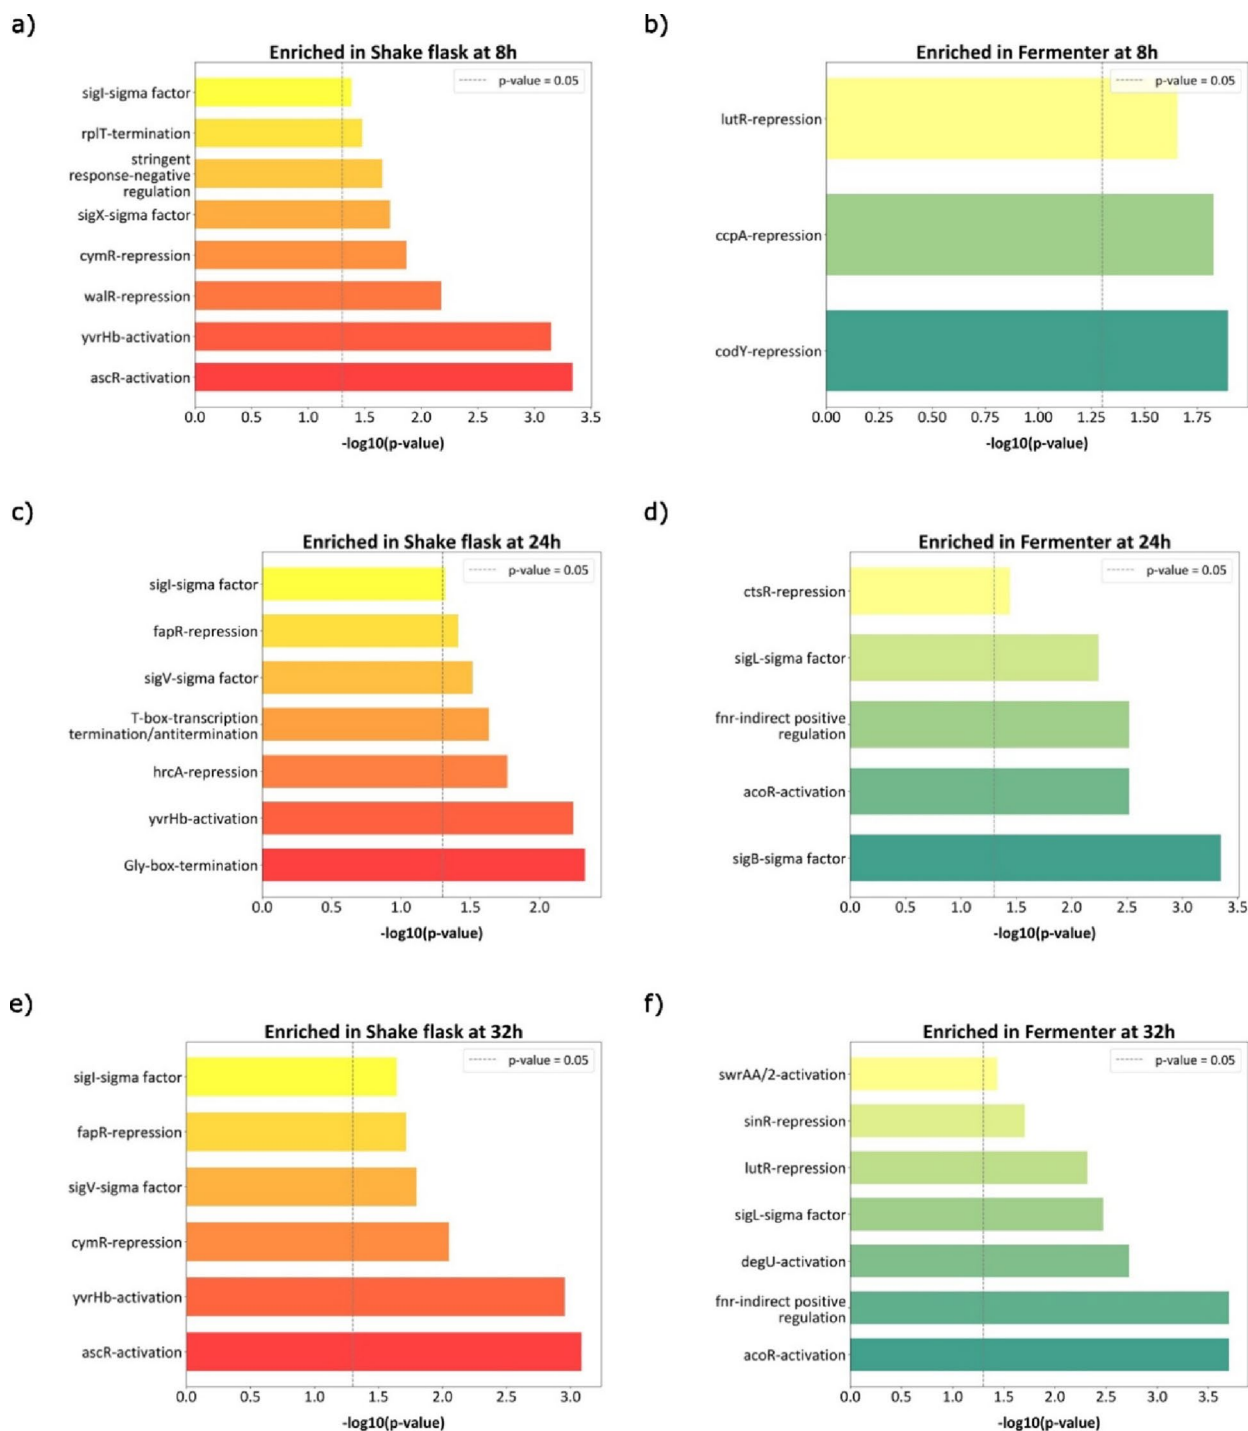 a)
Enriched in Shake flask at 8h
p-value = 0.05
sigI-sigma factor
rplT-termination
stringent
response-negative
regulation
sigX-sigma factor
cymR-repression
walR-repression
yvrHb-activation
ascR-activation
0.0 0.5 1.0 1.5 2.0 2.5 3.0 3.5
-log10(p-value)
b)
Enriched in Fermenter at 8h
p-value = 0.05
lutR-repression
ccpA-repression
codY-repression
0.00 0.25 0.50 0.75 1.00 1.25 1.50 1.75
-log10(p-value)
c)
Enriched in Shake flask at 24h
p-value = 0.05
sigI-sigma factor
fapR-repression
sigV-sigma factor
T-box-transcription
termination/antitermination
hrcA-repression
yvrHb-activation
Gly-box-termination
0.0 0.5 1.0 1.5 2.0
-log10(p-value)
d)
Enriched in Fermenter at 24h
p-value = 0.05
ctsR-repression
sigL-sigma factor
fnr-indirect positive
regulation
acoR-activation
sigB-sigma factor
0.0 0.5 1.0 1.5 2.0 2.5 3.0 3.5
-log10(p-value)
e)
Enriched in Shake flask at 32h
p-value = 0.05
sigI-sigma factor
fapR-repression
sigV-sigma factor
cymR-repression
yvrHb-activation
ascR-activation
0.0 0.5 1.0 1.5 2.0 2.5 3.0
-log10(p-value)
f)
Enriched in Fermenter at 32h
p-value = 0.05
swrAA/2-activation
sinR-repression
lutR-repression
sigL-sigma factor
degU-activation
fnr-indirect positive
regulation
acoR-activation
0.0 0.5 1.0 1.5 2.0 2.5 3.0 3.5
-log10(p-value)